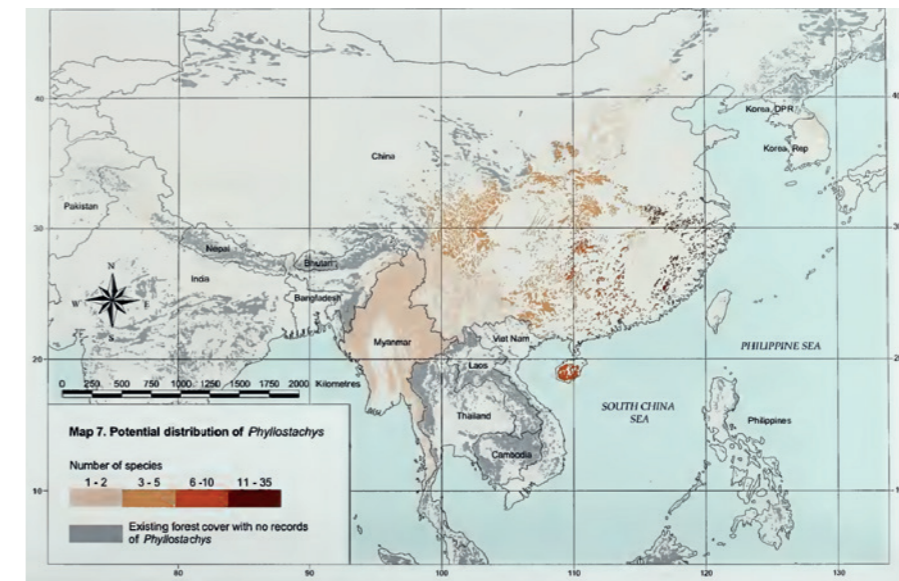 40
40
Korea, DPR
China
Korea, Rep
Pakistan
30
30
Nepal
Bhutan
N
India
W
E
Bangladesh
S
Myanmar
Viet Nam
PHILIPPINE SEA
20
Laos
0 250 500 750 1000 1250 1500 1750 2000 Kilometres
SOUTH CHINA
SEA
Thailand
Philippines
Cambodia
Map 7. Potential distribution of Phyllostachys
Number of species
1 - 2 3 - 5 6 -10 11 - 35
10
Existing forest cover with no records
of Phyllostachys
80 90 100 110 120 130